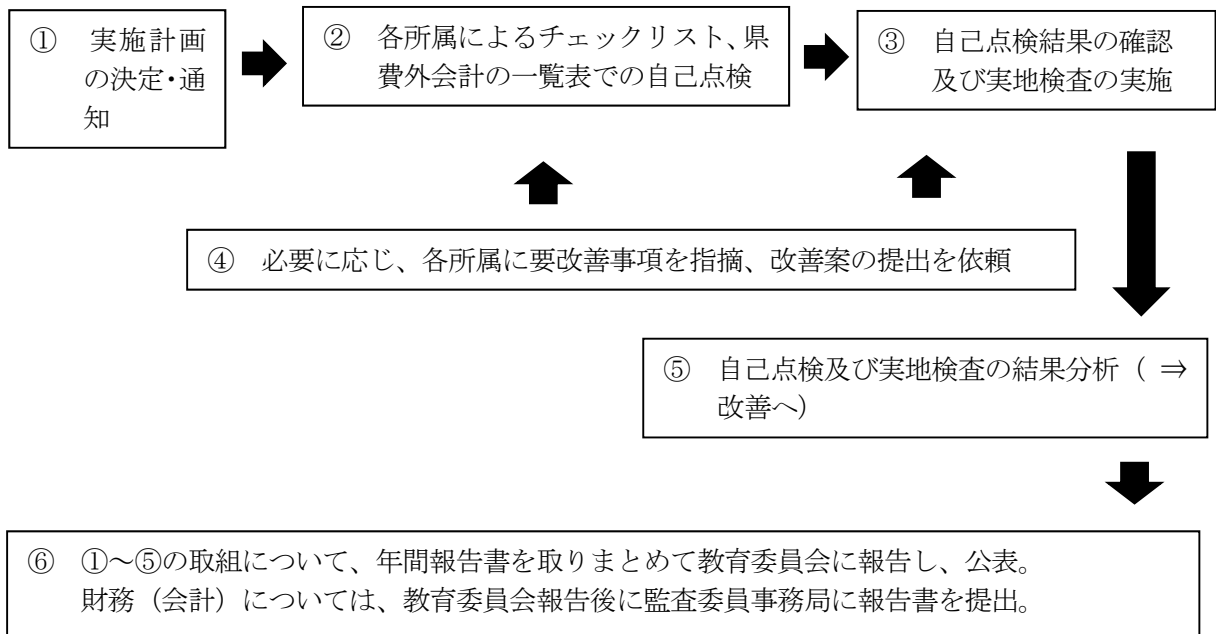 ① 実施計画
の決定・通
知
② 各所属によるチェックリスト、県
費外会計の一覧表での自己点検
③ 自己点検結果の確認
及び実地検査の実施
④ 必要に応じ、各所属に要改善事項を指摘、改善案の提出を依頼
⑤ 自己点検及び実地検査の結果分析（ ⇒
改善へ）
⑥ ①～⑤の取組について、年間報告書を取りまとめて教育委員会に報告し、公表。
財務（会計）については、教育委員会報告後に監査委員事務局に報告書を提出。